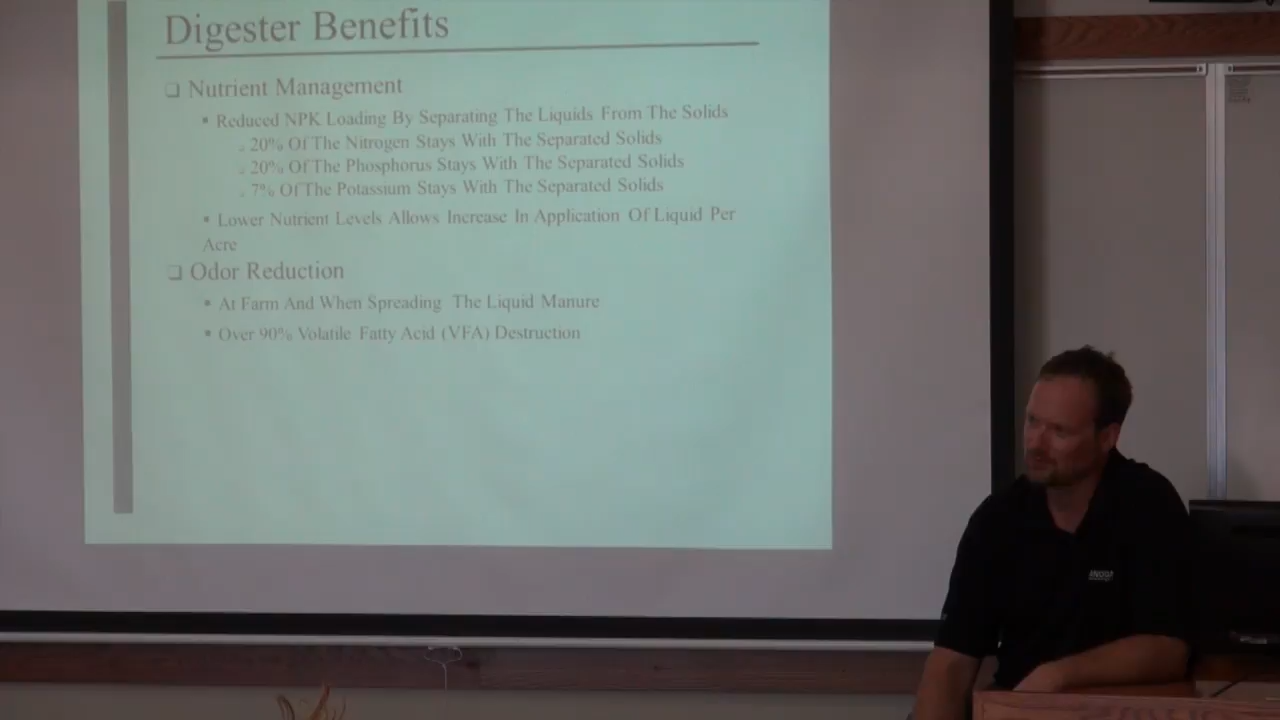 Digester Benefits
❑ Nutrient Management
▪ Reduced NPK Loading By Separating The Liquids From The Solids
20% Of The Nitrogen Stays With The Separated Solids
20% Of The Phosphorus Stays With The Separated Solids
7% Of The Potassium Stays With The Separated Solids
▪ Lower Nutrient Levels Allows Increase In Application Of Liquid Per
Acre
❑ Odor Reduction
▪ At Farm And When Spreading The Liquid Manure
▪ Over 90% Volatile Fatty Acid (VFA) Destruction